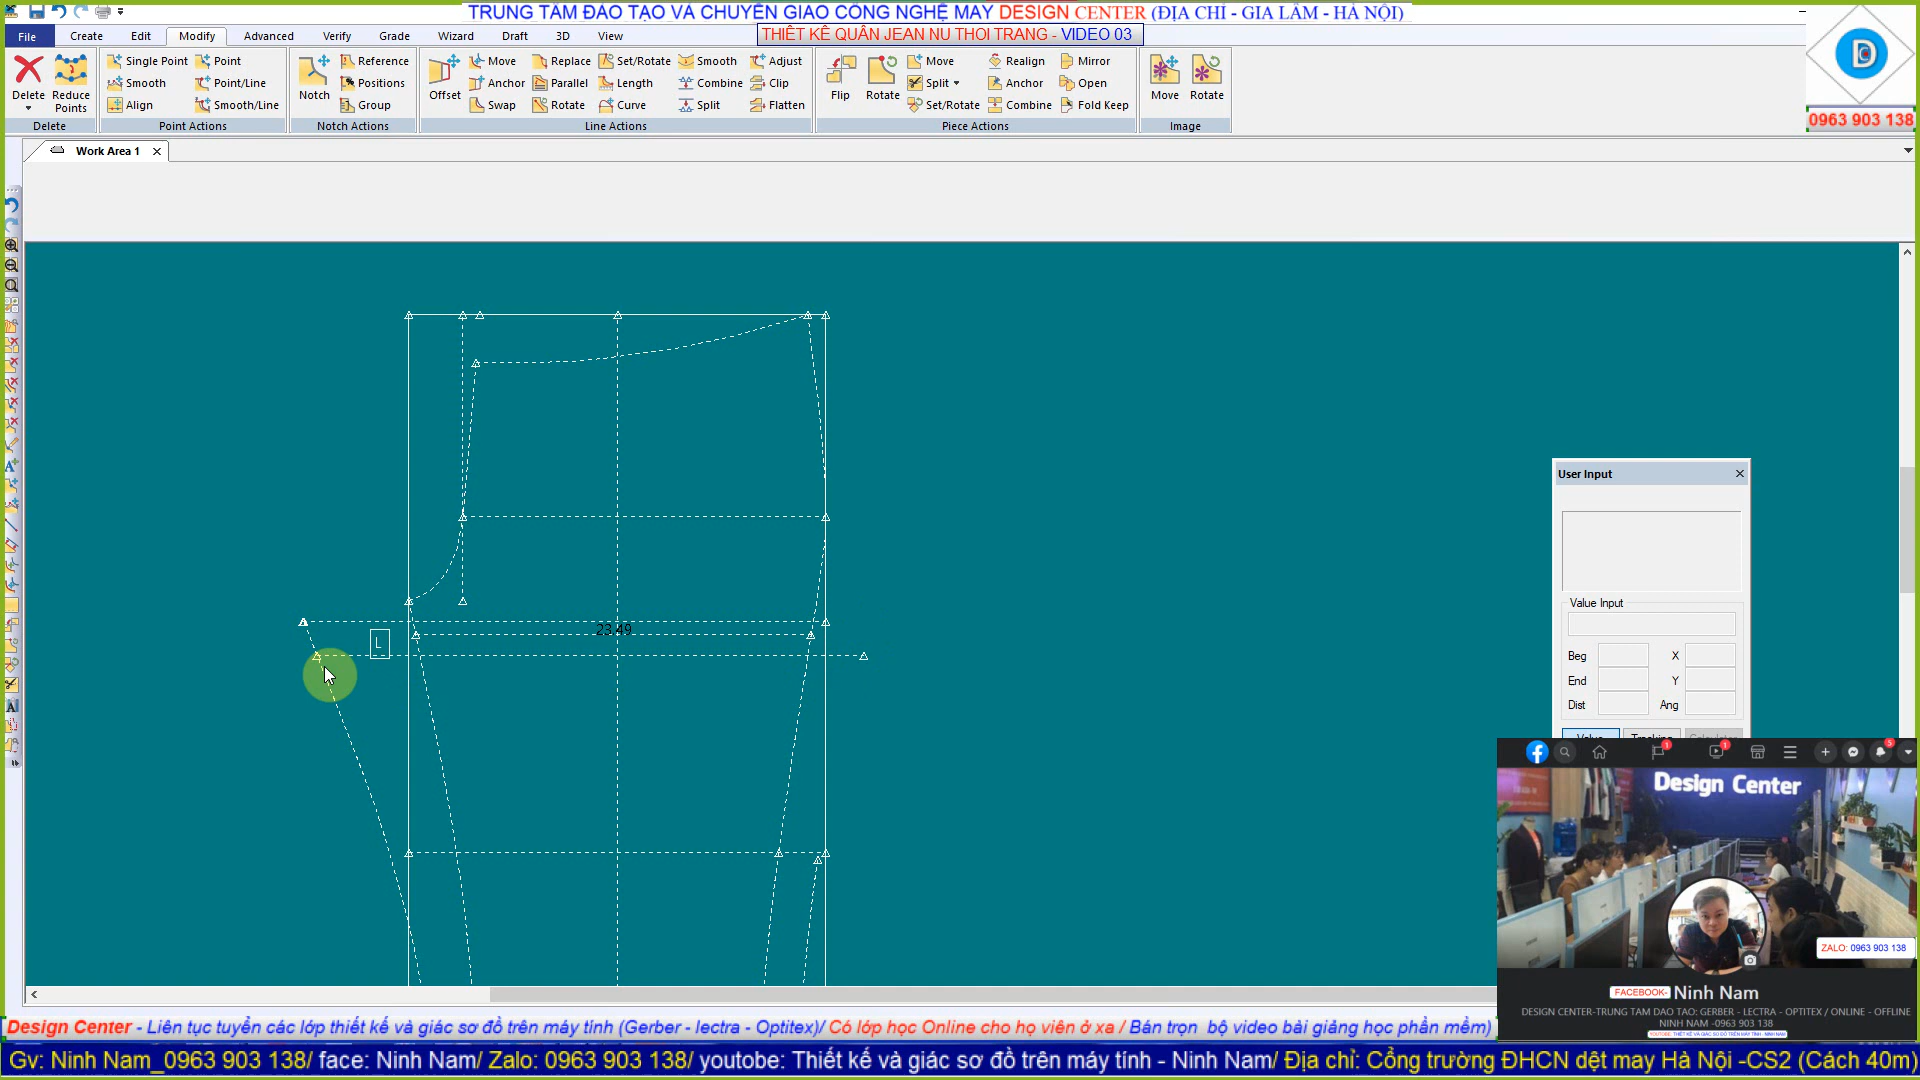 TRUNG TÂM ĐÀO TẠO VÀ CHUYỂN GIAO CÔNG NGHỆ MAY DESIGN CENTER (ĐỊA CHỈ - GIA LÂM - HÀ NỘI)
THIẾT KẾ QUẦN JEAN NU THOI TRANG - VIDEO 03
File Create Edit Modify Advanced Verify Grade Wizard Draft 3D View
Delete Reduce Points
Single Point Point
Smooth Point/Line
Align Smooth/Line
Notch Reference
Positions
Group
Offset Move Replace Set/Rotate Smooth Adjust
Anchor Parallel Length Combine Clip
Swap Rotate Curve Split Flatten
Flip Rotate Move Realign Mirror
Split Anchor Open
Set/Rotate Combine Fold Keep
Move Rotate
Delete Point Actions Notch Actions Line Actions Piece Actions Image
0963 903 138
Work Area 1
23.49
L
User Input
Value Input
Beg X
End Y
Dist Ang
Value Tracking
Design Center
ZALO: 0963 903 138
FACEBOOK- Ninh Nam
DESIGN CENTER-TRUNG TAM DAO TAO: GERBER - LECTRA - OPTITEX / ONLINE - OFFLINE
NINH NAM -0963 903 138
Design Center - Liên tục tuyển các lớp thiết kế và giác sơ đồ trên máy tính (Gerber - lectra - Optitex)/ Có lớp học Online cho họ viên ở xa / Bán trọn bộ video bài giảng học phần mềm)
Gv: Ninh Nam_0963 903 138/ face: Ninh Nam/ Zalo: 0963 903 138/ youtobe: Thiết kế và giác sơ đồ trên máy tính - Ninh Nam/ Địa chỉ: Cổng trường ĐHCN dệt may Hà Nội -CS2 (Cách 40m)